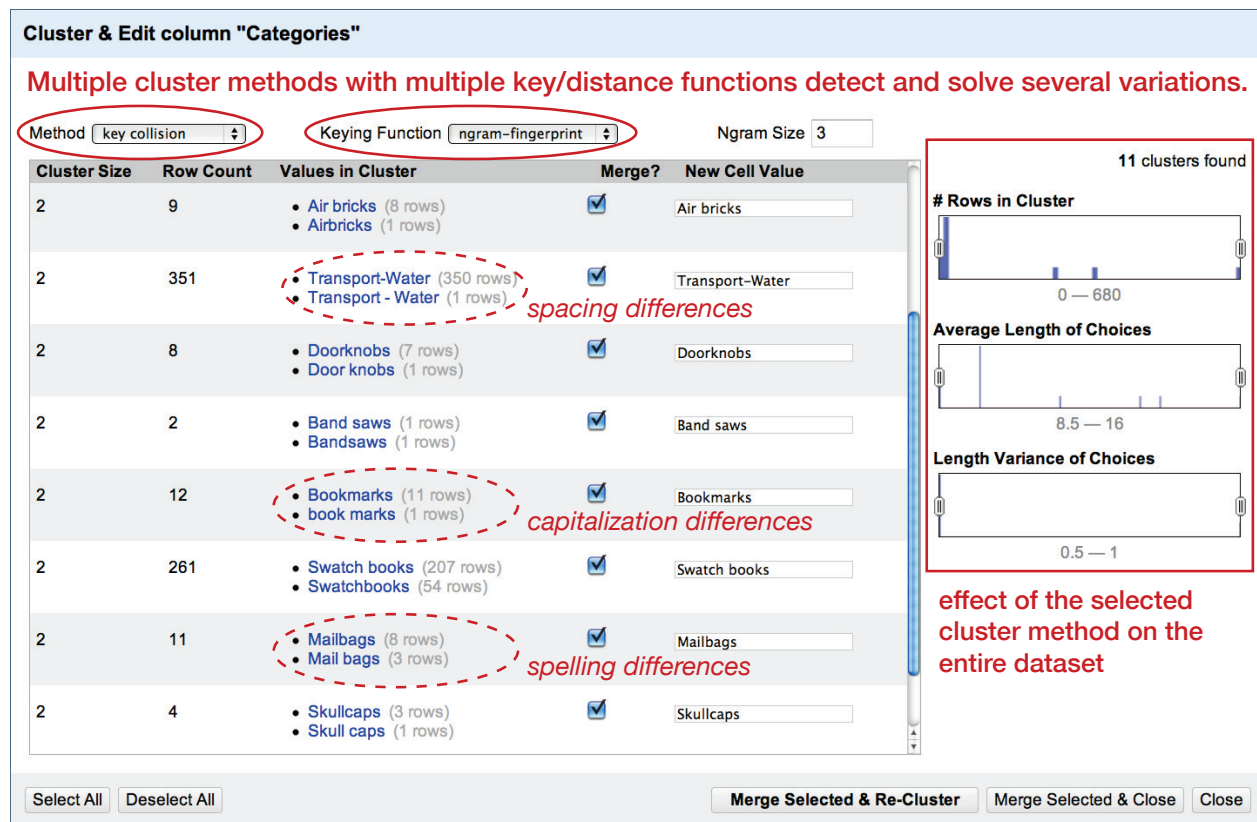 Cluster & Edit column "Categories"
Multiple cluster methods with multiple key/distance functions detect and solve several variations.
Method key collision Keying Function ngram-fingerprint Ngram Size 3
Cluster Size Row Count Values in Cluster Merge? New Cell Value
2 9 • Air bricks (8 rows) Air bricks
• Airbricks (1 rows)
2 351 • Transport-Water (350 rows) Transport-Water
• Transport - Water (1 rows)
spacing differences
2 8 • Doorknobs (7 rows) Doorknobs
• Door knobs (1 rows)
2 2 • Band saws (1 rows) Band saws
• Bandsaws (1 rows)
2 12 • Bookmarks (11 rows) Bookmarks
• book marks (1 rows)
capitalization differences
2 261 • Swatch books (207 rows) Swatch books
• Swatchbooks (54 rows)
2 11 • Mailbags (8 rows) Mailbags
• Mail bags (3 rows)
spelling differences
2 4 • Skullcaps (3 rows) Skullcaps
• Skull caps (1 rows)
11 clusters found
# Rows in Cluster
0 — 680
Average Length of Choices
8.5 — 16
Length Variance of Choices
0.5 — 1
effect of the selected
cluster method on the
entire dataset
Select All Deselect All Merge Selected & Re-Cluster Merge Selected & Close Close